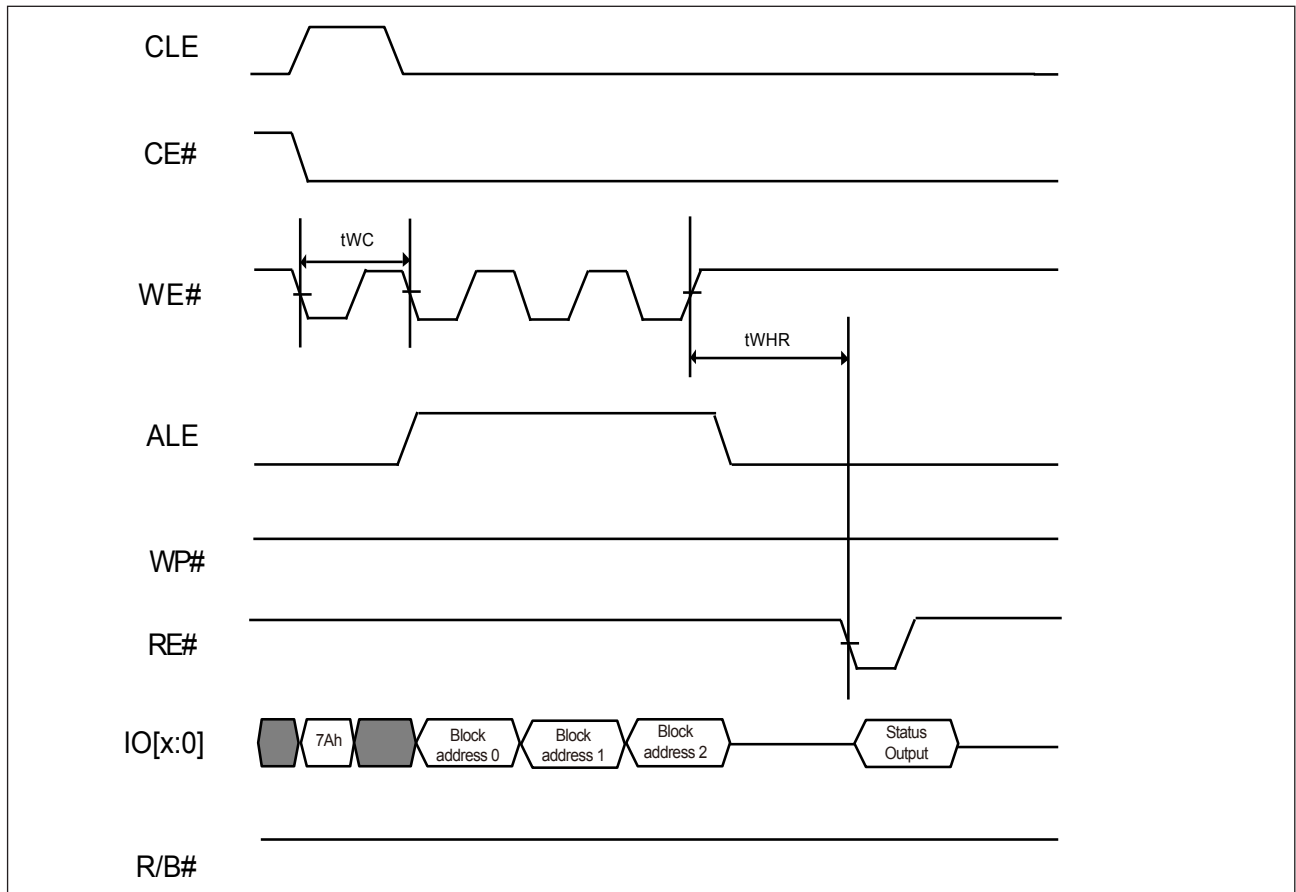 CLE
CE#
tWC
WE#
tWHR
ALE
WP#
RE#
IO[x:0]
7Ah
Block
address 0
Block
address 1
Block
address 2
Status
Output
R/B#